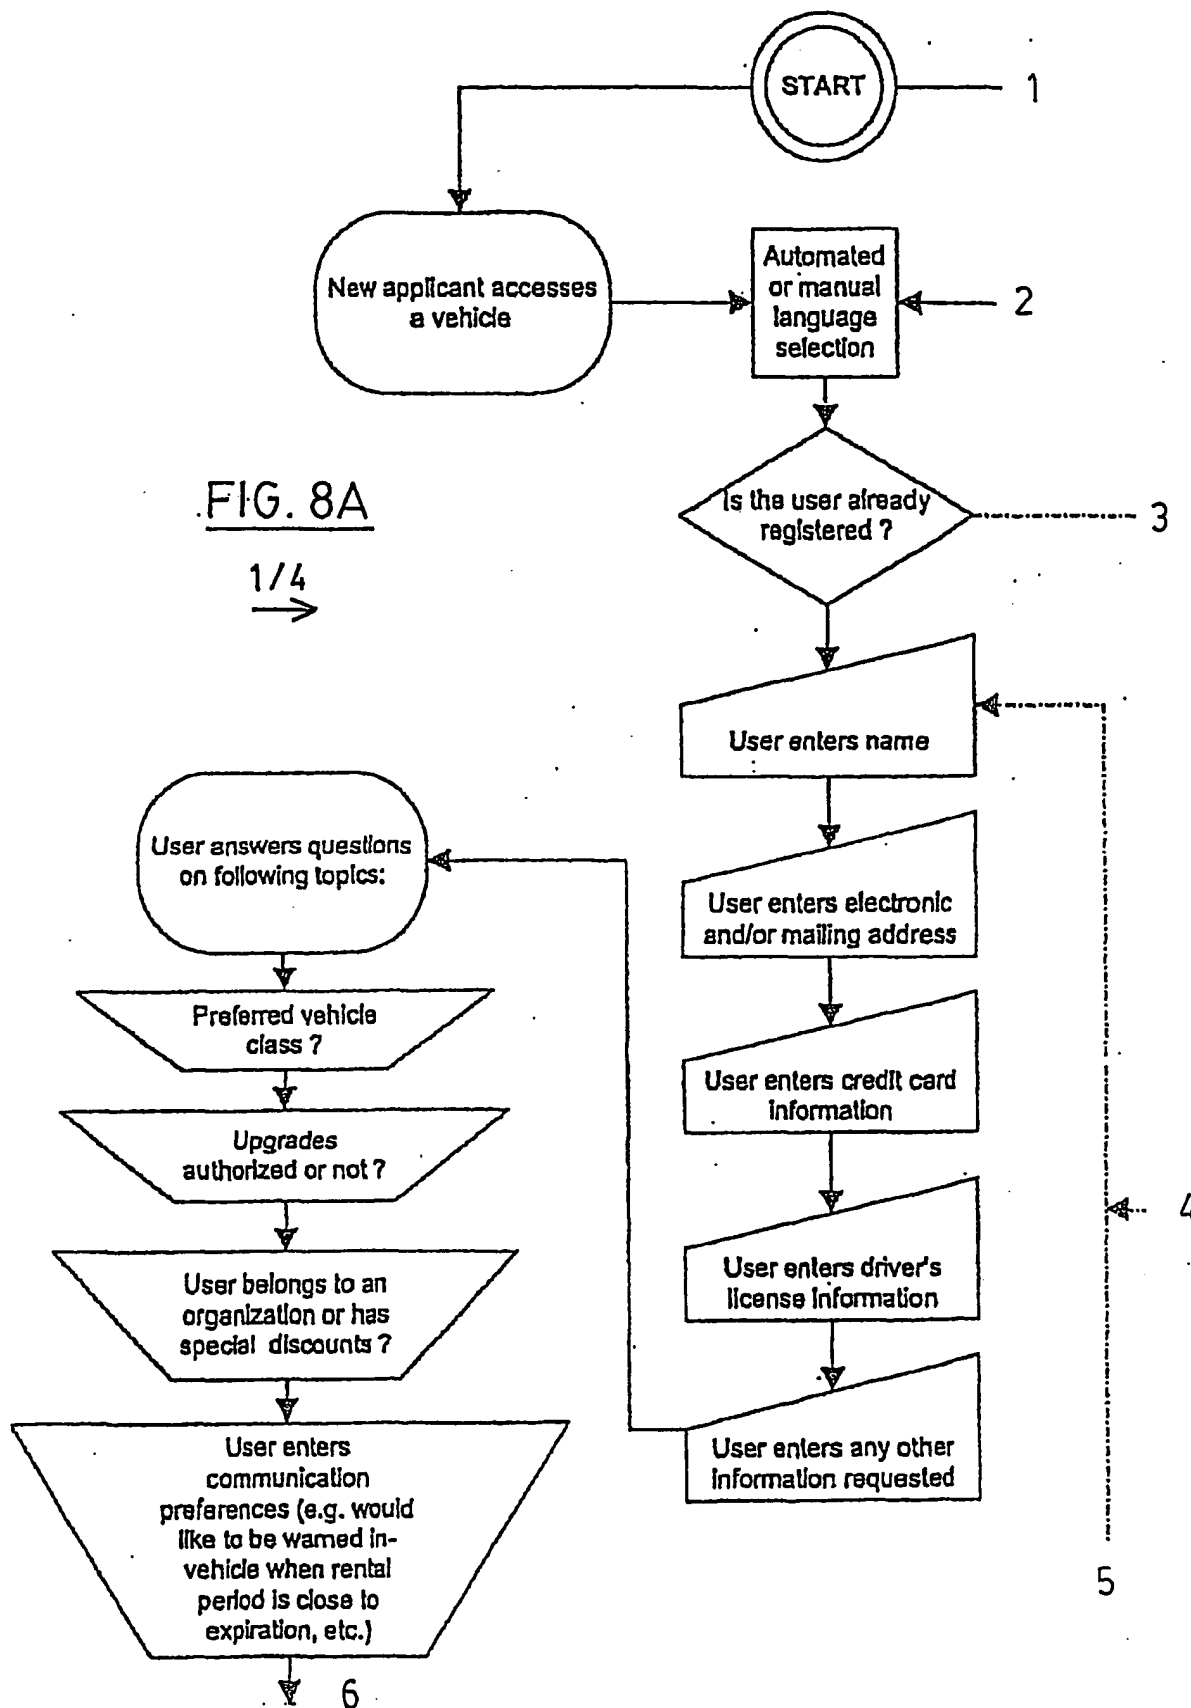 START
1
New applicant accesses
a vehicle
Automated
or manual
language
selection
2
FIG. 8A
1/4
Is the user already
registered ?
3
User enters name
User enters electronic
and/or mailing address
User enters credit card
information
User enters driver's
license information
User enters any other
information requested
4
5
User answers questions
on following topics:
Preferred vehicle
class ?
Upgrades
authorized or not ?
User belongs to an
organization or has
special discounts ?
User enters
communication
preferences (e.g. would
like to be warned in-
vehicle when rental
period is close to
expiration, etc.)
6